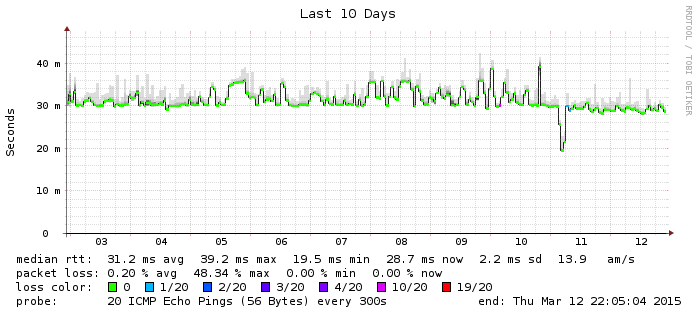 Last 10 Days
RRDTOOL / TOBI OETIKER
Seconds
40 m
30 m
20 m
10 m
0
03 04 05 06 07 08 09 10 11 12
median rtt: 31.2 ms avg 39.2 ms max 19.5 ms min 28.7 ms now 2.2 ms sd 13.9 am/s
packet loss: 0.20 % avg 48.34 % max 0.00 % min 0.00 % now
loss color: 0 1/20 2/20 3/20 4/20 10/20 19/20
probe: 20 ICMP Echo Pings (56 Bytes) every 300s end: Thu Mar 12 22:05:04 2015